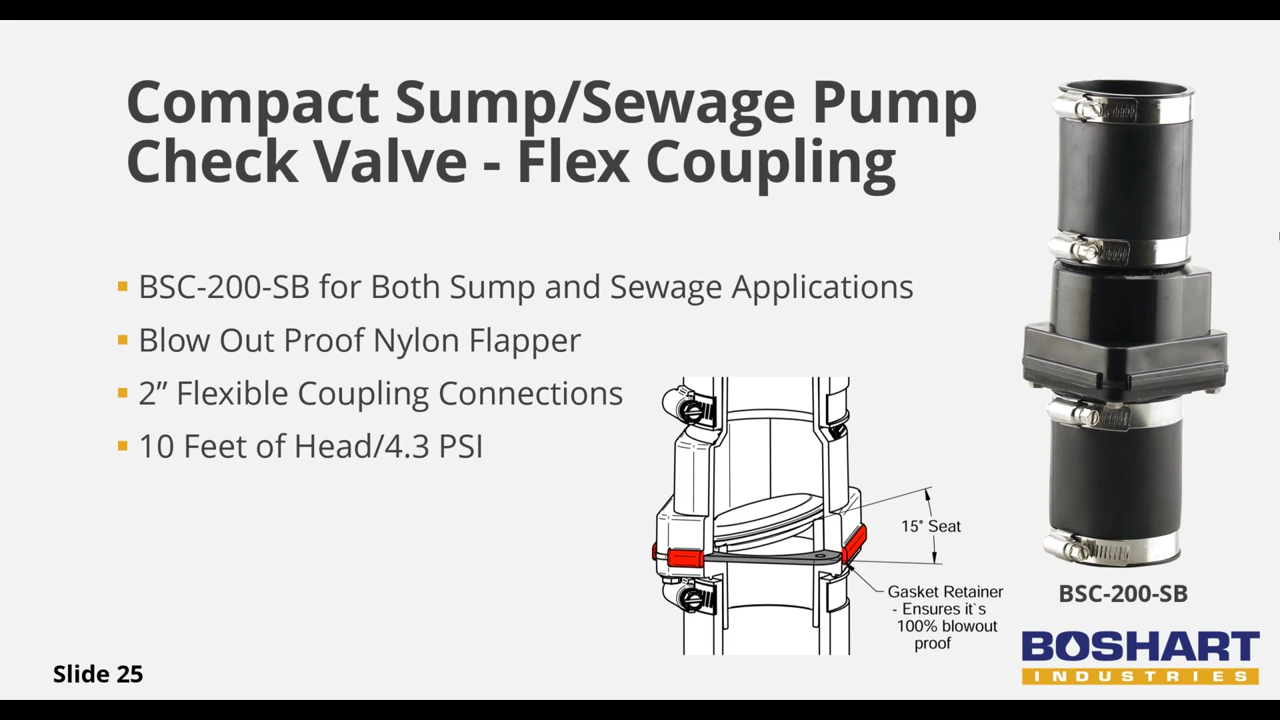 Compact Sump/Sewage Pump
Check Valve - Flex Coupling
BSC-200-SB for Both Sump and Sewage Applications
Blow Out Proof Nylon Flapper
2” Flexible Coupling Connections
10 Feet of Head/4.3 PSI
15° Seat
Gasket Retainer
- Ensures it`s
100% blowout
proof
BSC-200-SB
BOSHART
INDUSTRIES
Slide 25